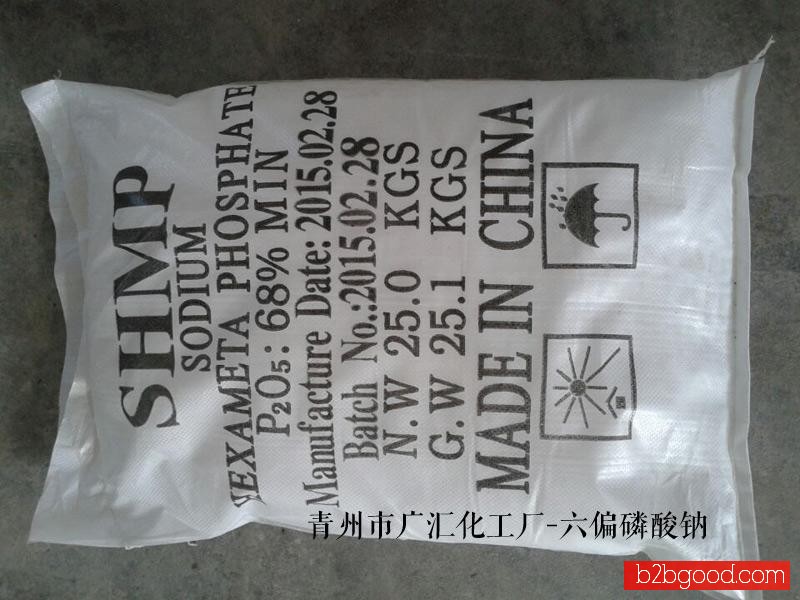 SHMP
SODIUM
HEXAMETA PHOSPHATE
P₂O₅: 68% MIN
Manufacture Date: 2015.02.28
Batch No.:2015.02.28
N.W 25.0 KGS
G.W 25.1 KGS
MADE IN CHINA
青州市广汇化工厂-六偏磷酸钠
b2bgood.com